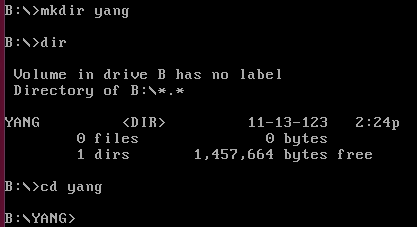 B:\>mkdir yang
B:\>dir
Volume in drive B has no label
Directory of B:\*.*
YANG <DIR> 11-13-123 2:24p
0 files 0 bytes
1 dirs 1,457,664 bytes free
B:\>cd yang
B:\YANG>